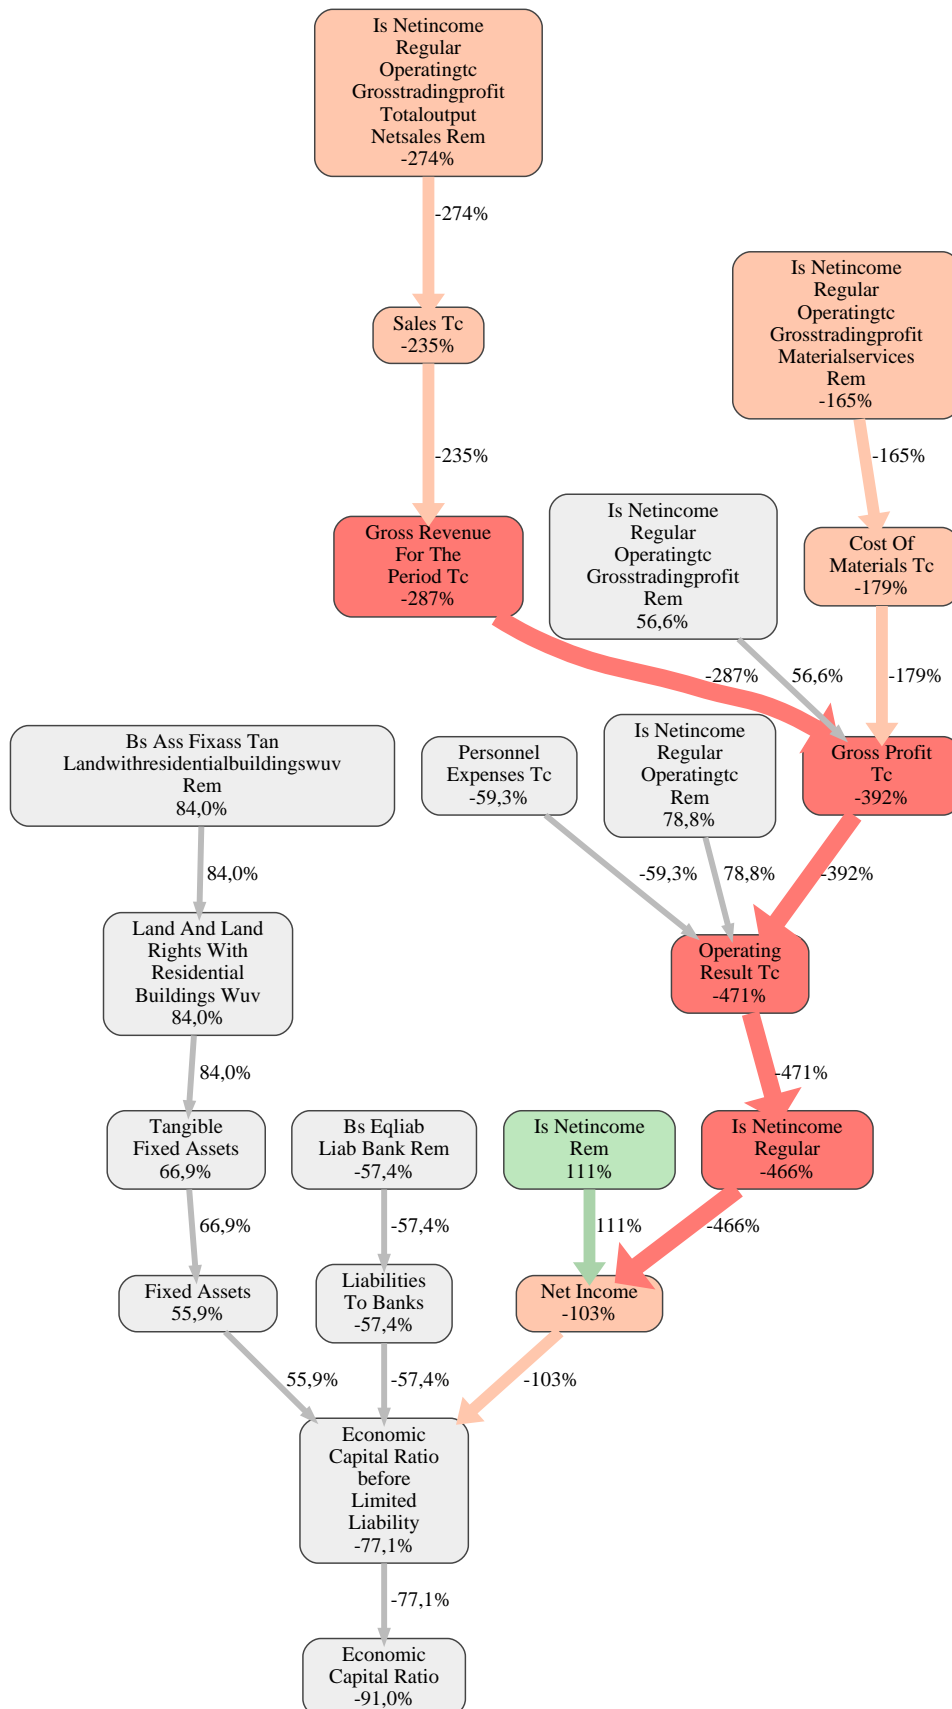 Is Netincome
Regular
Operatingtc
Grosstradingprofit
Totaloutput
Netsales Rem
-274%
-274%
Is Netincome
Regular
Operatingtc
Grosstradingprofit
Materialservices
Rem
-165%
Sales Tc
-235%
-235%
-165%
Is Netincome
Regular
Operatingtc
Grosstradingprofit
Rem
56,6%
Gross Revenue
For The
Period Tc
-287%
Cost Of
Materials Tc
-179%
-287%
56,6%
-179%
Bs Ass Fixass Tan
Landwithresidentialbuildingswuv
Rem
84,0%
Personnel
Expenses Tc
-59,3%
Is Netincome
Regular
Operatingtc
Rem
78,8%
Gross Profit
Tc
-392%
84,0%
-59,3%
78,8%
-392%
Land And Land
Rights With
Residential
Buildings Wuv
84,0%
Operating
Result Tc
-471%
84,0%
-471%
Tangible
Fixed Assets
66,9%
Bs Eqliab
Liab Bank Rem
-57,4%
Is Netincome
Rem
111%
Is Netincome
Regular
-466%
66,9%
-57,4%
111%
-466%
Fixed Assets
55,9%
Liabilities
To Banks
-57,4%
Net Income
-103%
55,9%
-57,4%
-103%
Economic
Capital Ratio
before
Limited
Liability
-77,1%
-77,1%
Economic
Capital Ratio
-91,0%